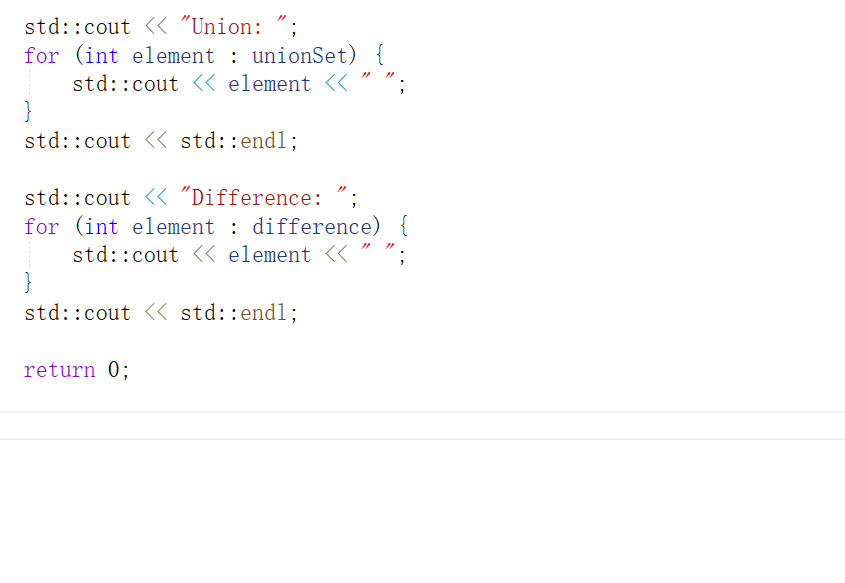 std::cout << "Union: ";
for (int element : unionSet) {
    std::cout << element << " ";
}
std::cout << std::endl;
std::cout << "Difference: ";
for (int element : difference) {
    std::cout << element << " ";
}
std::cout << std::endl;
return 0;